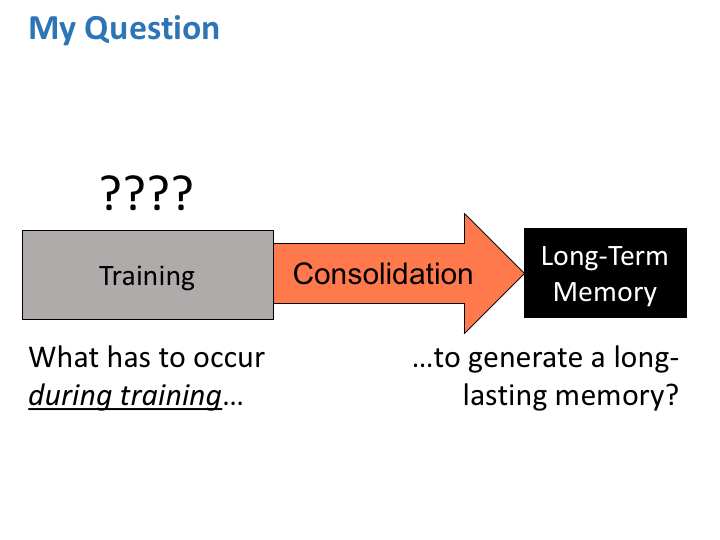 My Question
????
Training
Consolidation
Long-Term
Memory
What has to occur
during training…
…to generate a long-
lasting memory?